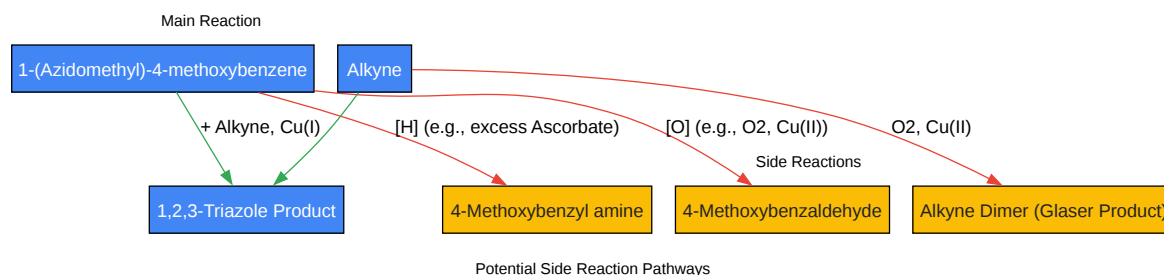 Main Reaction
1-(Azidomethyl)-4-methoxybenzene
Alkyne
+ Alkyne, Cu(I)
[H] (e.g., excess Ascorbate)
[O] (e.g., O2, Cu(II))
O2, Cu(II)
Side Reactions
1,2,3-Triazole Product
4-Methoxybenzyl amine
4-Methoxybenzaldehyde
Alkyne Dimer (Glaser Product)
Potential Side Reaction Pathways